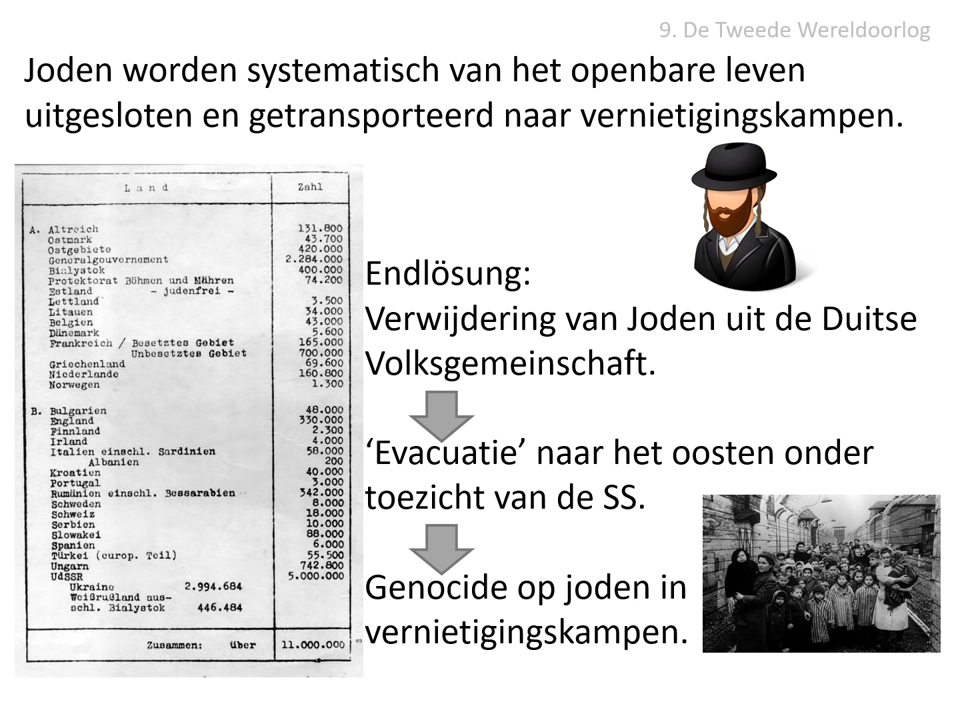 9. De Tweede Wereldoorlog
Joden worden systematisch van het openbare leven
uitgesloten en getransporteerd naar vernietigingskampen.
L a n d Zahl
A. Altreich 131.800
Ostmark 43.700
Ostgebiete 420.000
Generalgouvernement 2.284.000
Bialystok 400.000
Protektorat Böhmen und Mähren 74.200
Estland - judenfrei -
Lettland 3.500
Litauen 34.000
Belgien 43.000
Dänemark 5.600
Frankreich / Besetztes Gebiet 165.000
Unbesetztes Gebiet 700.000
Griechenland 69.600
Niederlande 160.800
Norwegen 1.300
B. Bulgarien 48.000
England 330.000
Finnland 2.300
Irland 4.000
Italien einschl. Sardinien 58.000
Albanien 200
Kroatien 40.000
Portugal 3.000
Rumänien einschl. Bessarabien 342.000
Schweden 8.000
Schweiz 18.000
Serbien 10.000
Slowakei 88.000
Spanien 6.000
Türkei (europ. Teil) 55.500
Ungarn 742.800
UdSSR 5.000.000
Ukraine 2.994.684
Weißrußland aus-
schl. Bialystok 446.484
Zusammen: über 11.000.000
Endlösung:
Verwijdering van Joden uit de Duitse
Volksgemeinschaft.
‘Evacuatie’ naar het oosten onder
toezicht van de SS.
Genocide op joden in
vernietigingskampen.